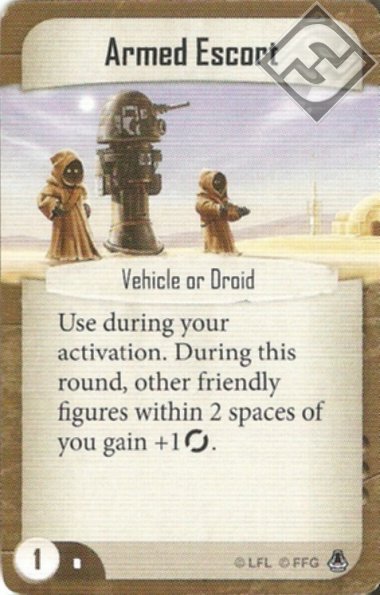 Armed Escort
Vehicle or Droid
Use during your
activation. During this
round, other friendly
figures within 2 spaces of
you gain +1.
1
©LFL ©FFG